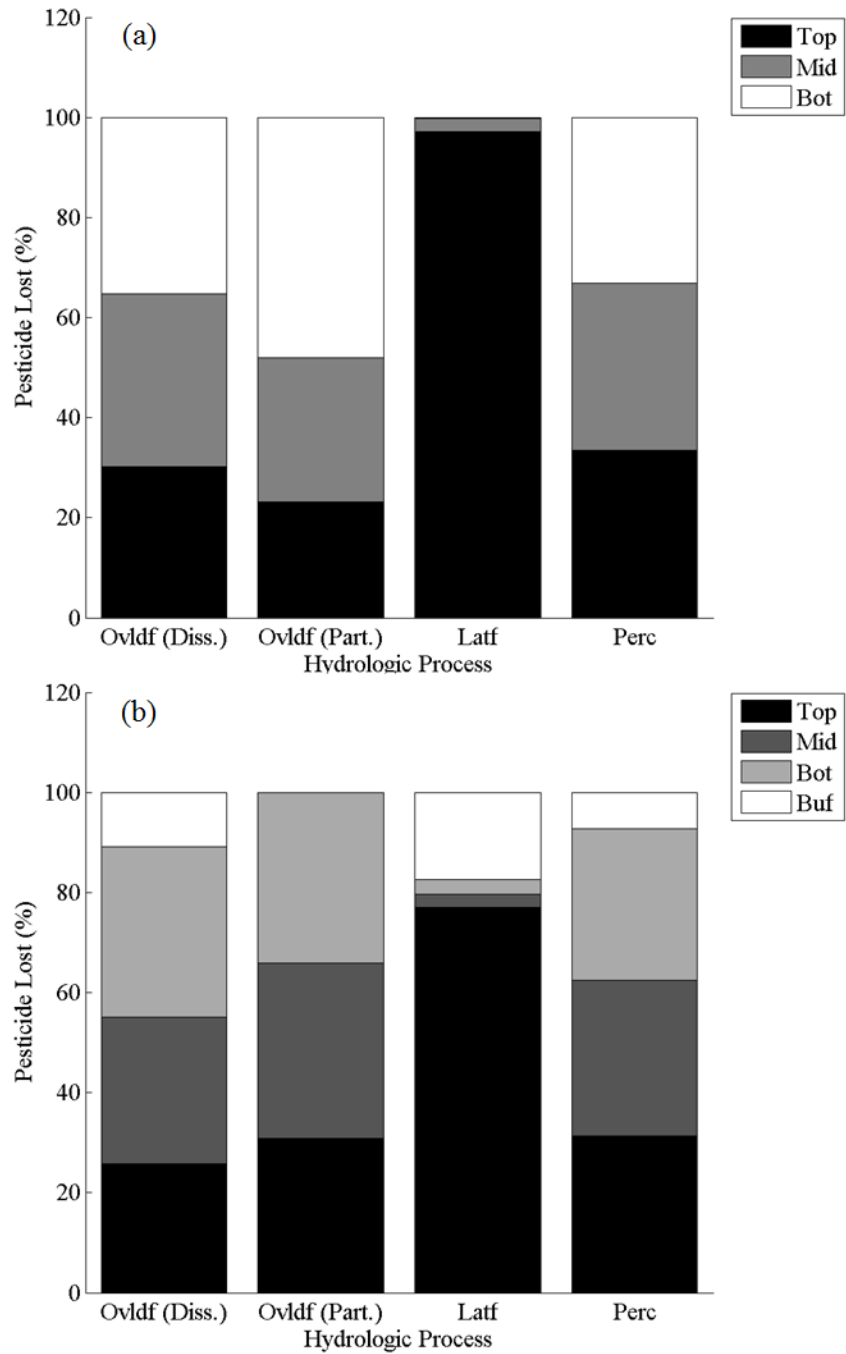 (a)
Top
Mid
Bot
120
100
80
60
40
20
0
Pesticide Lost (%)
Ovldf (Diss.) Ovldf (Part.) Latf Perc
Hydrologic Process
(b)
Top
Mid
Bot
Buf
120
100
80
60
40
20
0
Pesticide Lost (%)
Ovldf (Diss.) Ovldf (Part.) Latf Perc
Hydrologic Process